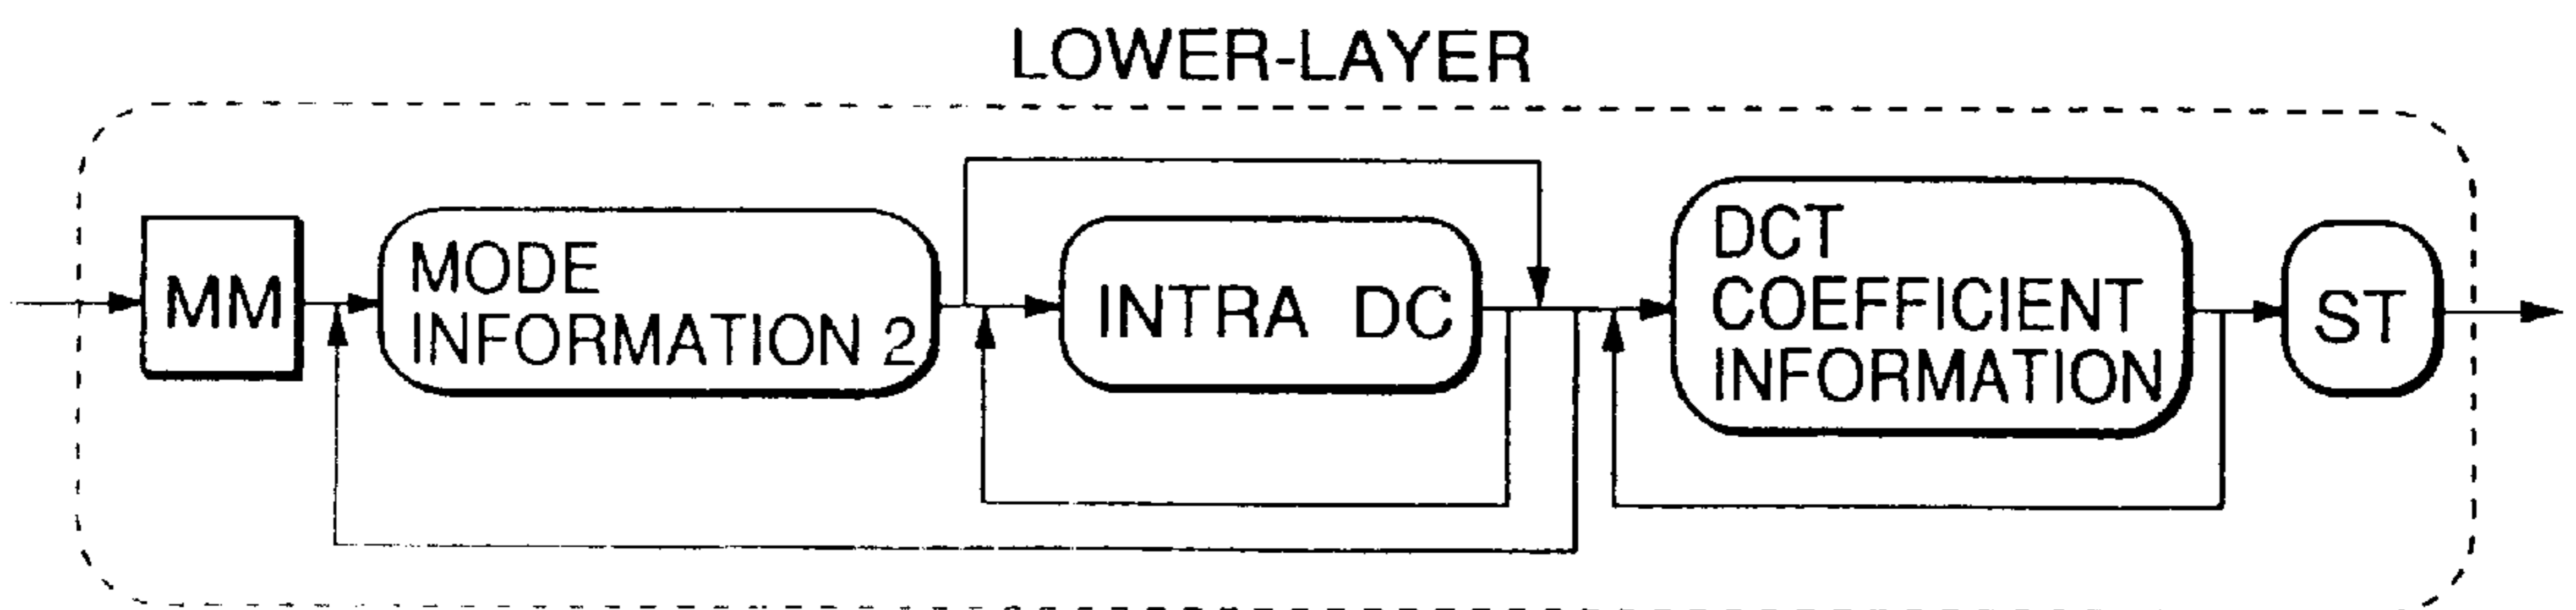 LOWER-LAYER
MM
MODE
INFORMATION 2
INTRA DC
DCT
COEFFICIENT
INFORMATION
ST